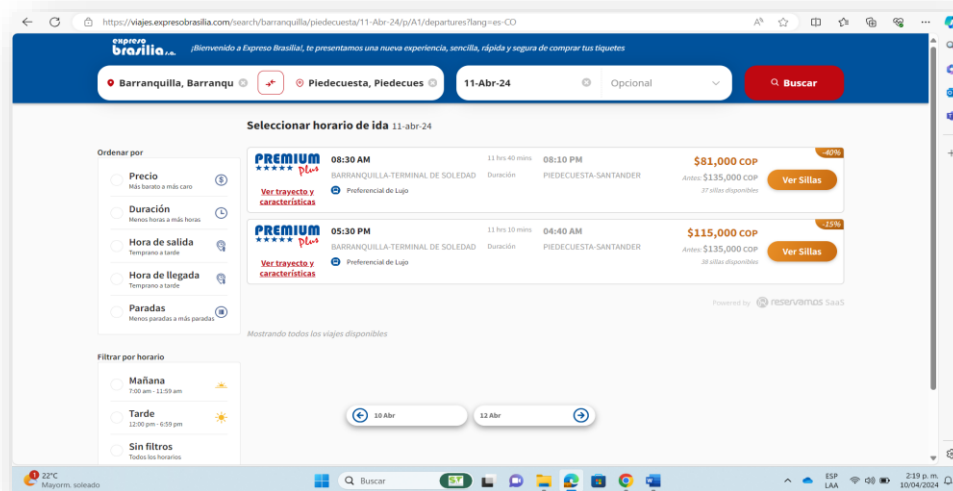 https://viajes.expresobrasilia.com/search/barranquilla/piedecuesta/11-Abr-24/p/A1/departures?lang=es-CO
expreso
brasilia s.a.
¡Bienvenido a Expreso Brasilia!, te presentamos una nueva experiencia, sencilla, rápida y segura de comprar tus tiquetes
Barranquilla, Barranqu
Piedecuesta, Piedecues
11-Abr-24
Opcional
Buscar
Seleccionar horario de ida 11-abr-24
Ordenar por
Precio
Más barato a más caro
Duración
Menos horas a más horas
Hora de salida
Temprano a tarde
Hora de llegada
Temprano a tarde
Paradas
Menos paradas a más paradas
PREMIUM Plus
Ver trayecto y
características
08:30 AM
BARRANQUILLA-TERMINAL DE SOLEDAD
Preferencial de Lujo
11 hrs 40 mins
Duración
08:10 PM
PIEDECUESTA-SANTANDER
-40%
$81,000 COP
Antes: $135,000 COP
37 sillas disponibles
Ver Sillas
PREMIUM Plus
Ver trayecto y
características
05:30 PM
BARRANQUILLA-TERMINAL DE SOLEDAD
Preferencial de Lujo
11 hrs 10 mins
Duración
04:40 AM
PIEDECUESTA-SANTANDER
-15%
$115,000 COP
Antes: $135,000 COP
38 sillas disponibles
Ver Sillas
Powered by reservamos SaaS
Mostrando todos los viajes disponibles
Filtrar por horario
Mañana
7:00 am - 11:59 am
Tarde
12:00 pm - 6:59 pm
Sin filtros
Todos los horarios
10 Abr
12 Abr
22°C
Mayorm. soleado
Buscar
ESP
LAA
2:19 p. m.
10/04/2024